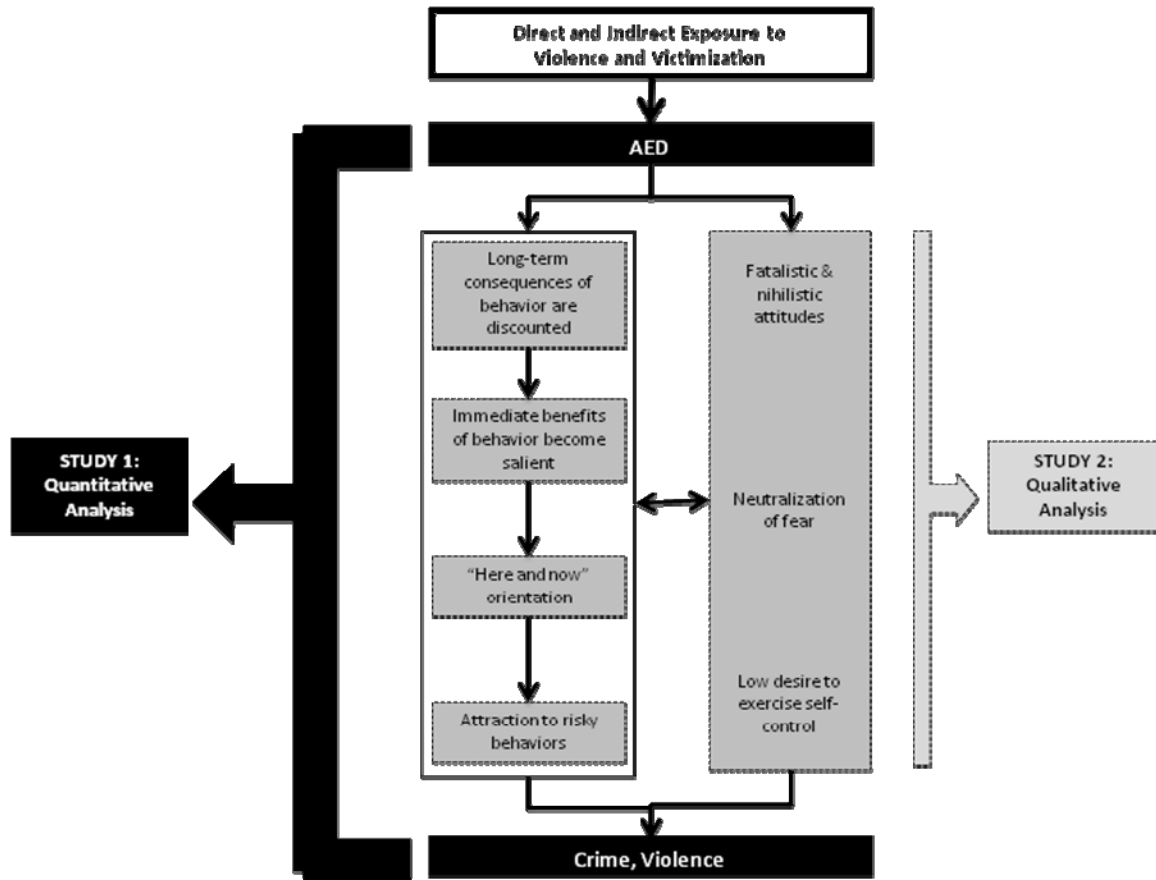 Direct and Indirect Exposure to
Violence and Victimization
AED
Long-term
consequences of
behavior are
discounted
Immediate benefits
of behavior become
salient
"Here and now"
orientation
Attraction to risky
behaviors
Fatalistic &
nihilistic
attitudes
Neutralization
of fear
Low desire to
exercise self-
control
STUDY 1:
Quantitative
Analysis
STUDY 2:
Qualitative
Analysis
Crime, Violence